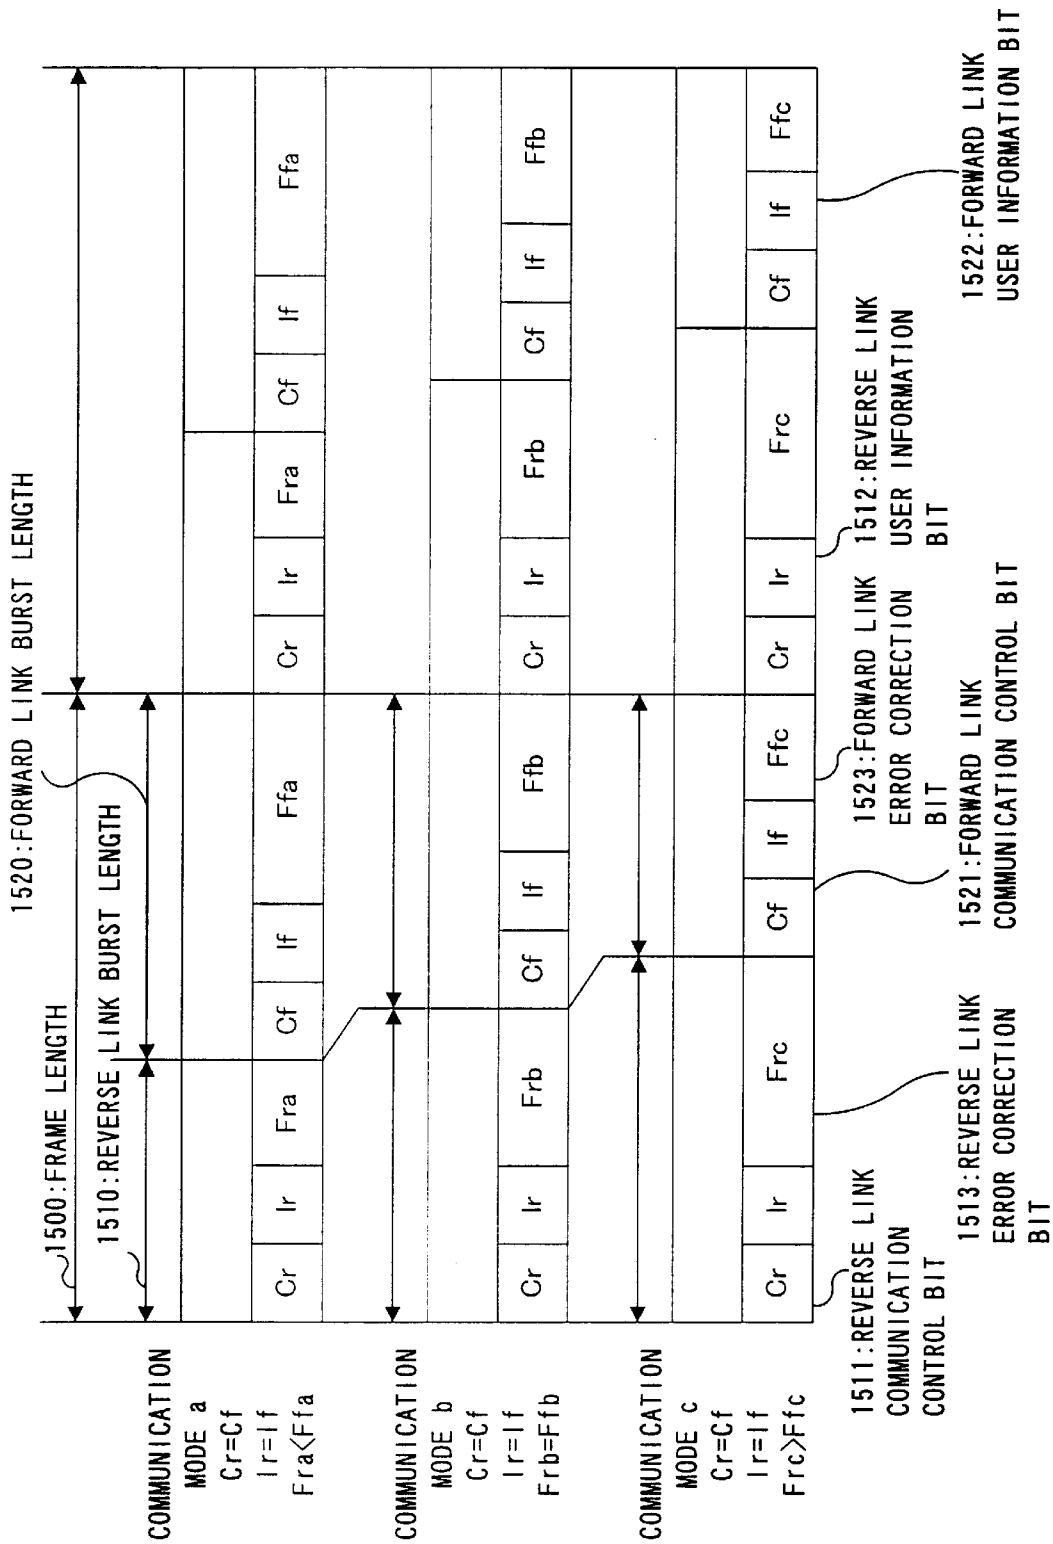 1520:FORWARD LINK BURST LENGTH
1500:FRAME LENGTH
1510:REVERSE LINK BURST LENGTH
COMMUNICATION
MODE a
Cr=Cf
Ir=If
Fra<Ffa
Cr Ir Fra Cf If Ffa Cr Ir Fra Cf If Ffa
COMMUNICATION
MODE b
Cr=Cf
Ir=If
Frb=Ffb
Cr Ir Frb Cf If Ffb Cr Ir Frb Cf If Ffb
COMMUNICATION
MODE c
Cr=Cf
Ir=If
Frc>Ffc
Cr Ir Frc Cf If Ffc Cr Ir Frc Cf If Ffc
1511:REVERSE LINK
COMMUNICATION
CONTROL BIT
1513:REVERSE LINK
ERROR CORRECTION
BIT
1521:FORWARD LINK
COMMUNICATION CONTROL BIT
1523:FORWARD LINK
ERROR CORRECTION
BIT
1512:REVERSE LINK
USER INFORMATION
BIT
1522:FORWARD LINK
USER INFORMATION BIT